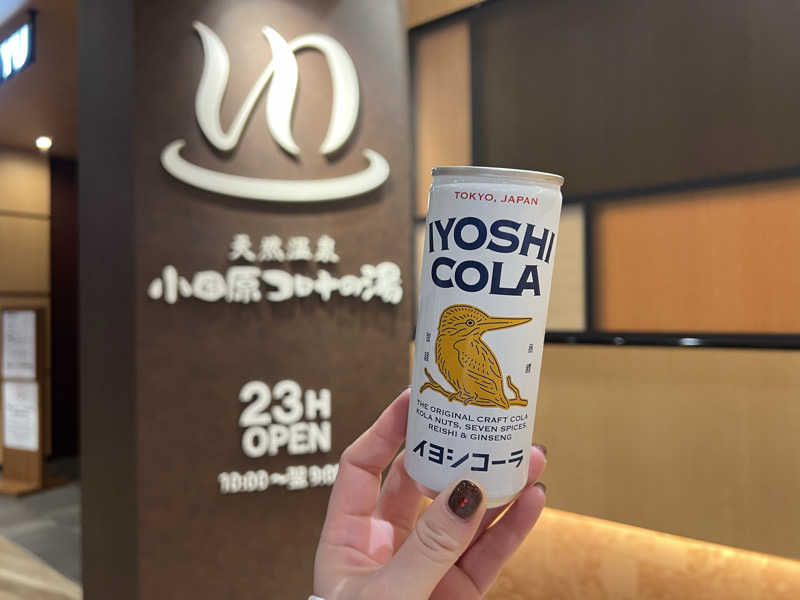 YU
ゆ
天然温泉
小田原コロナの湯
23H
OPEN
10:00～翌9:00
TOKYO, JAPAN
IYOSHI
COLA
THE ORIGINAL CRAFT COLA
KOLA NUTS, SEVEN SPICES,
REISHI & GINSENG
イヨシコーラ